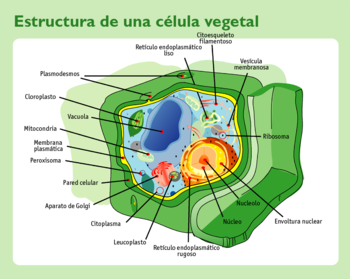 Estructura de una célula vegetal
Citoesqueleto
filamentoso
Retículo endoplasmático
liso
Vesícula
membranosa
Plasmodesmos
Cloroplasto
Vacuola
Mitocondria
Ribosoma
Membrana
plasmática
Peroxisoma
Pared celular
Aparato de Golgi
Nucleolo
Citoplasma
Núcleo
Envoltura nuclear
Leucoplasto
Retículo endoplasmático
rugoso